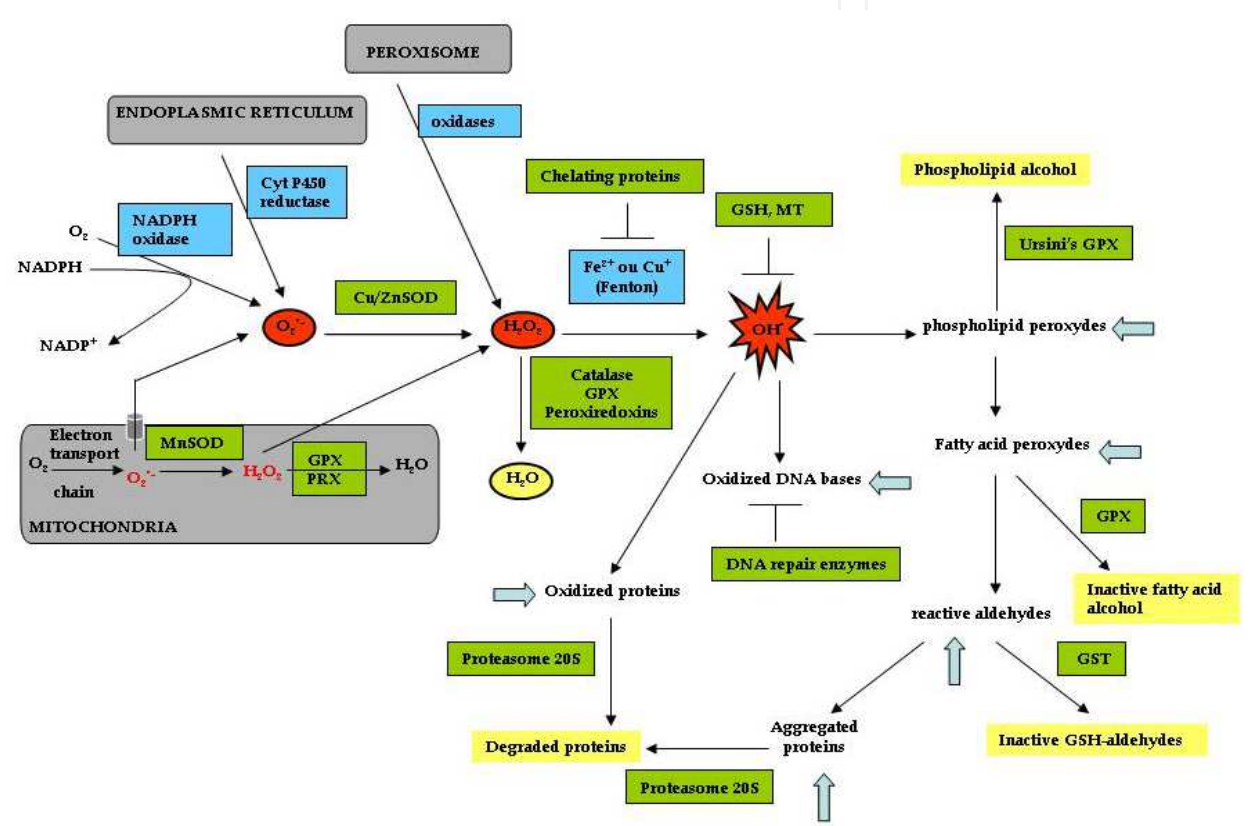 PEROXISOME
ENDOPLASMIC RETICULUM
oxidases
Cyt P450
reductase
Chelating proteins
Phospholipid alcohol
NADPH
oxidase
GSH, MT
O₂
Ursini's GPX
NADPH
Fe²⁺ ou Cu⁺
(Fenton)
Cu/ZnSOD
O₂•-
H₂O₂
OH•
phospholipid peroxydes
NADP⁺
Catalase
GPX
Peroxiredoxins
Electron
transport
chain
MnSOD
Fatty acid peroxydes
O₂
O₂•-
H₂O₂
GPX
PRX
H₂O
H₂O
Oxidized DNA bases
MITOCHONDRIA
GPX
DNA repair enzymes
Oxidized proteins
Inactive fatty acid
alcohol
reactive aldehydes
Proteasome 20S
GST
Degraded proteins
Aggregated
proteins
Inactive GSH-aldehydes
Proteasome 20S